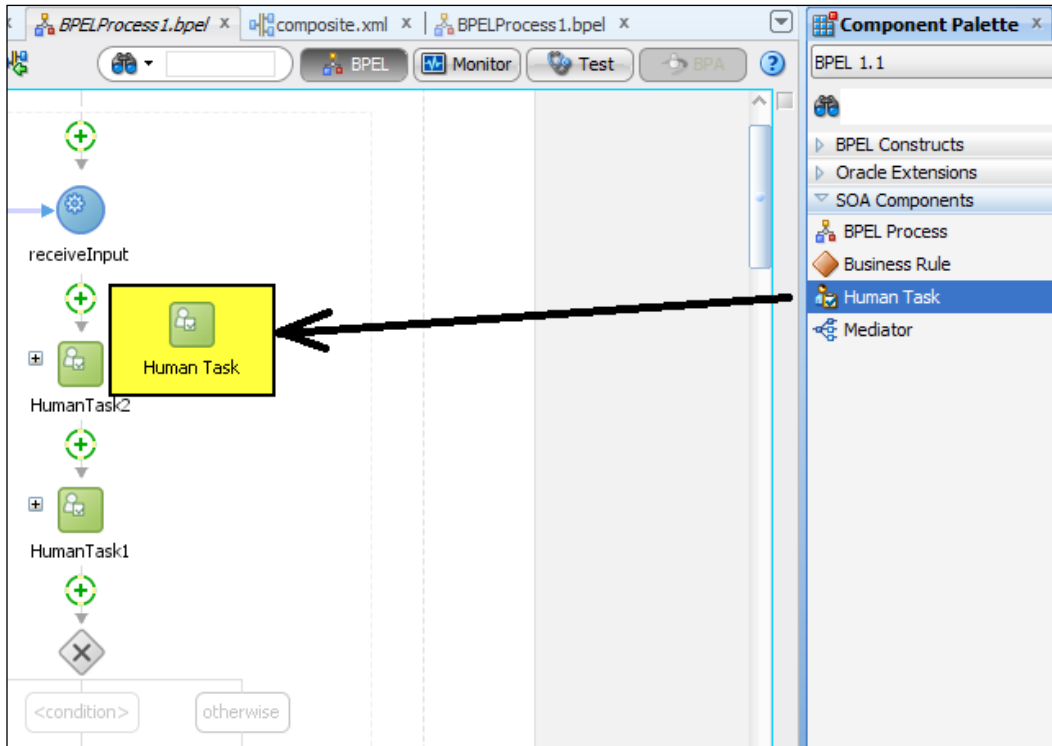 BPELProcess1.bpel x
composite.xml x
BPELProcess1.bpel x
Component Palette x
BPEL
Monitor
Test
BPA
?
BPEL 1.1
BPEL Constructs
Oracle Extensions
SOA Components
BPEL Process
Business Rule
Human Task
Mediator
receiveInput
Human Task
HumanTask2
HumanTask1
<condition>
otherwise